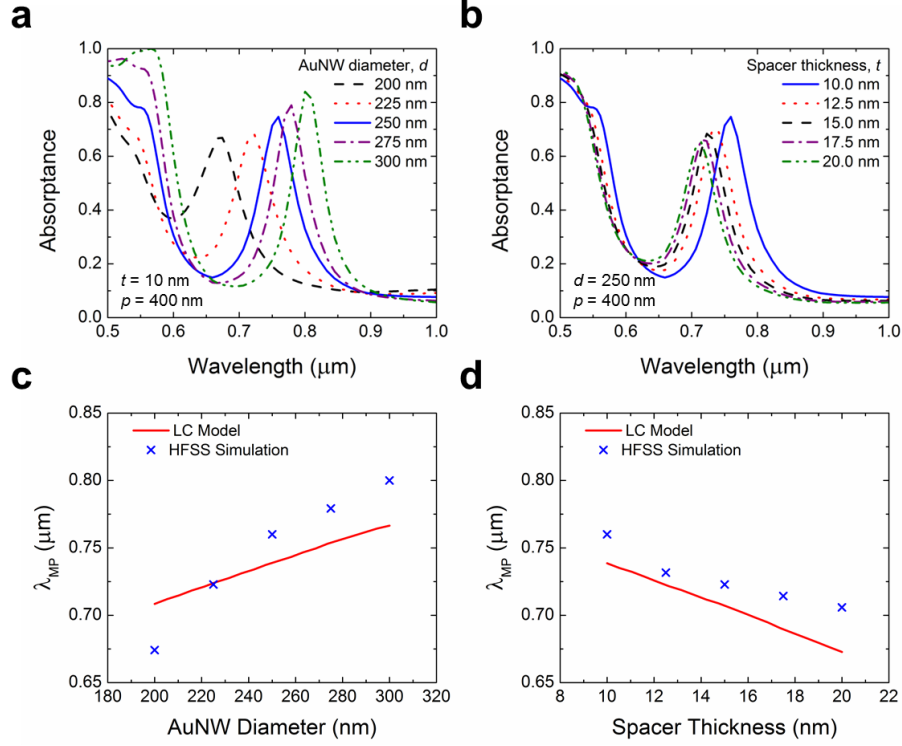 a
1.0
0.8
0.6
0.4
0.2
0.0
Absorptance
AuNW diameter, d
200 nm
225 nm
250 nm
275 nm
300 nm
t = 10 nm
p = 400 nm
0.5 0.6 0.7 0.8 0.9 1.0
Wavelength (μm)
b
1.0
0.8
0.6
0.4
0.2
0.0
Absorptance
Spacer thickness, t
10.0 nm
12.5 nm
15.0 nm
17.5 nm
20.0 nm
d = 250 nm
p = 400 nm
0.5 0.6 0.7 0.8 0.9 1.0
Wavelength (μm)
c
0.85
0.80
0.75
0.70
0.65
λMP (μm)
LC Model
HFSS Simulation
180 200 220 240 260 280 300 320
AuNW Diameter (nm)
d
0.85
0.80
0.75
0.70
0.65
λMP (μm)
LC Model
HFSS Simulation
8 10 12 14 16 18 20 22
Spacer Thickness (nm)